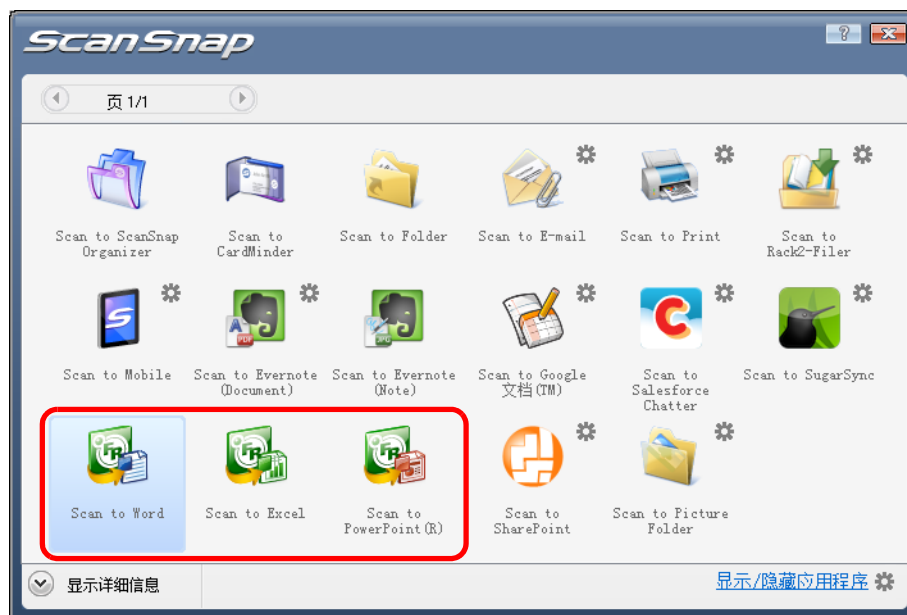 ScanSnap
?
页 1/1
Scan to ScanSnap
Organizer
Scan to
CardMinder
Scan to Folder
Scan to E-mail
Scan to Print
Scan to
Rack2-Filer
Scan to Mobile
A
PDF
Scan to Evernote
(Document)
JPG
Scan to Evernote
(Note)
Scan to Google
文档(TM)
Scan to
Salesforce
Chatter
Scan to SugarSync
Scan to Word
Scan to Excel
Scan to
PowerPoint(R)
Scan to
SharePoint
Scan to Picture
Folder
显示详细信息
显示/隐藏应用程序